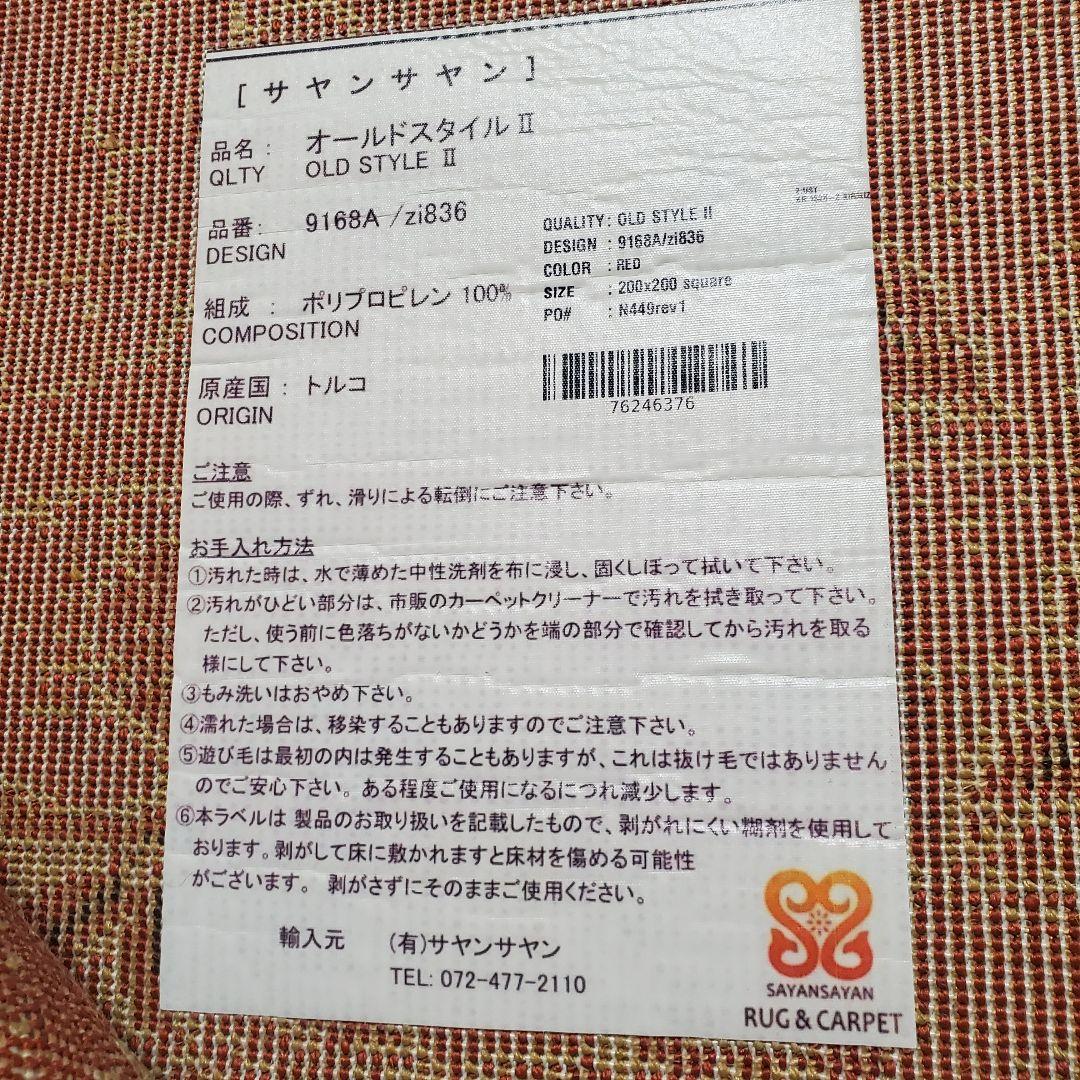 [ サヤンサヤン ]
品名 : オールドスタイル Ⅱ
QLTY OLD STYLE Ⅱ
品番: 9168A /zi836
DESIGN
組成 : ポリプロピレン 100%
COMPOSITION
原産国 : トルコ
ORIGIN
QUALITY: OLD STYLE II
DESIGN : 9168A/zi836
COLOR : RED
SIZE : 200x200 square
PO# : N449rev1
76246376
ご注意
ご使用の際、ずれ、滑りによる転倒にご注意下さい。
お手入れ方法
①汚れた時は、水で薄めた中性洗剤を布に浸し、固くしぼって拭いて下さい。
②汚れがひどい部分は、市販のカーペットクリーナーで汚れを拭き取って下さい。
ただし、使う前に色落ちがないかどうかを端の部分で確認してから汚れを取る
様にして下さい。
③もみ洗いはおやめ下さい。
④濡れた場合は、移染することもありますのでご注意下さい。
⑤遊び毛は最初の内は発生することもありますが、これは抜け毛ではありません
のでご安心下さい。ある程度ご使用になるにつれ減少します。
⑥本ラベルは 製品のお取り扱いを記載したもので、剥がれにくい糊剤を使用して
おります。剥がして床に敷かれますと床材を傷める可能性
がございます。 剥がさずにそのままご使用ください。
輸入元 (有)サヤンサヤン
TEL: 072-477-2110
SAYANSAYAN
RUG & CARPET